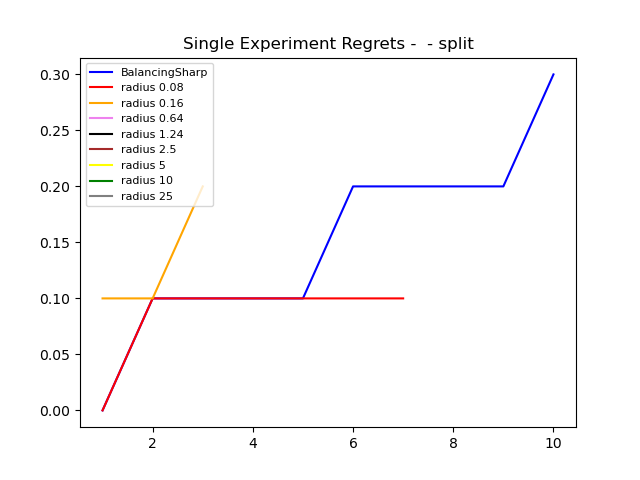 Single Experiment Regrets -  - split
BalancingSharp
radius 0.08
radius 0.16
radius 0.64
radius 1.24
radius 2.5
radius 5
radius 10
radius 25
0.30
0.25
0.20
0.15
0.10
0.05
0.00
2 4 6 8 10